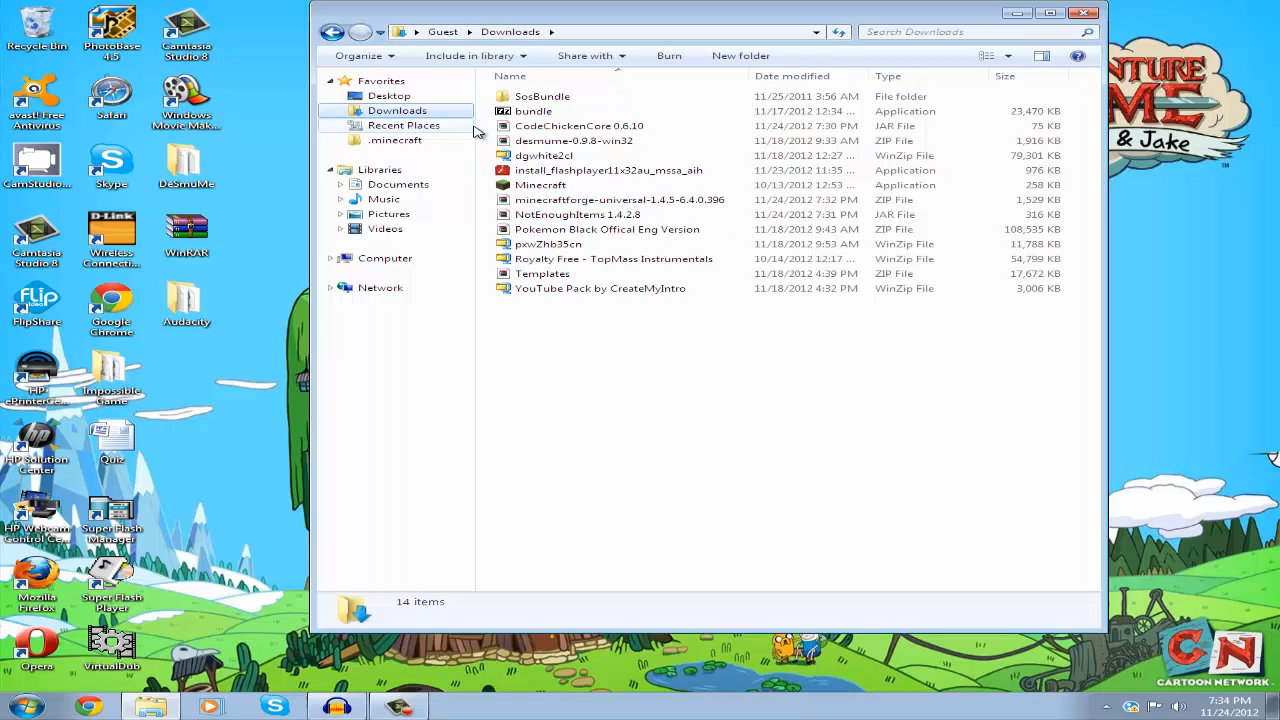 Recycle Bin
PhotoBase 4.5
Camtasia Studio 8
avast! Free Antivirus
Safari
Windows Movie Mak...
CamStudio...
Skype
DeSmuMe
Camtasia Studio 8
D-Link
Wireless Connecti...
WinRAR
flip video
FlipShare
Google Chrome
Audacity
HP ePrinterCe...
Impossible Game
HP Solution Center
Quiz
HP Webcam Control Ce...
Super Flash Manager
Mozilla Firefox
Super Flash Player
Opera
VirtualDub
Guest
Downloads
Search Downloads
Organize
Include in library
Share with
Burn
New folder
Favorites
Desktop
Downloads
Recent Places
.minecraft
Libraries
Documents
Music
Pictures
Videos
Computer
Network
Name Date modified Type Size
SosBundle 11/25/2011 3:56 AM File folder
bundle 11/17/2012 12:34 ... Application 23,470 KB
CodeChickenCore 0.6.10 11/24/2012 7:30 PM JAR File 75 KB
desmume-0.9.8-win32 11/18/2012 9:33 AM ZIP File 1,916 KB
dgwhite2cl 11/18/2012 12:27 ... WinZip File 79,301 KB
install_flashplayer11x32au_mssa_aih 11/23/2012 11:35 ... Application 976 KB
Minecraft 10/13/2012 12:53 ... Application 258 KB
minecraftforge-universal-1.4.5-6.4.0.396 11/24/2012 7:32 PM ZIP File 1,529 KB
NotEnoughItems 1.4.2.8 11/24/2012 7:31 PM JAR File 316 KB
Pokemon Black Offical Eng Version 11/18/2012 9:43 AM ZIP File 108,535 KB
pxwZhb35cn 11/18/2012 9:53 AM WinZip File 11,788 KB
Royalty Free - TopMass Instrumentals 10/14/2012 12:17 ... WinZip File 54,799 KB
Templates 11/18/2012 4:39 PM ZIP File 17,672 KB
YouTube Pack by CreateMyIntro 11/18/2012 4:32 PM WinZip File 3,006 KB
14 items
NTURE
ME
& Jake
CN
CARTOON NETWORK
7:34 PM
11/24/2012